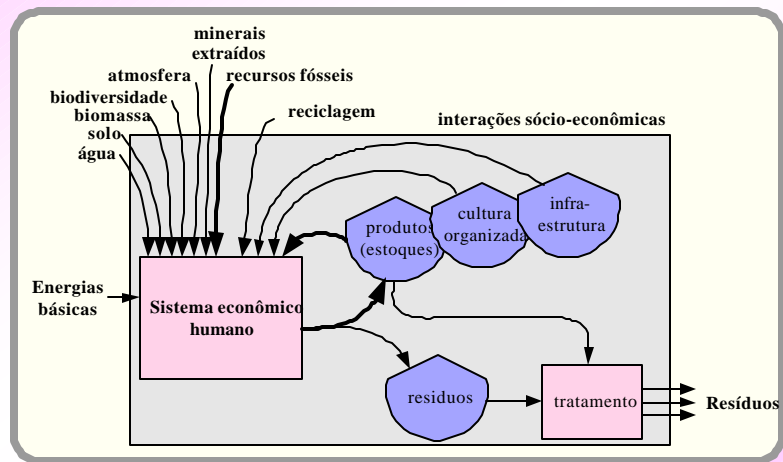 minerais
extraídos
atmosfera
recursos fósseis
biodiversidade
biomassa
reciclagem
solo
interações sócio-econômicas
água
produtos
(estoques)
cultura
organizada
infra-
estrutura
Energias
básicas
Sistema econômico
humano
residuos
tratamento
Resíduos